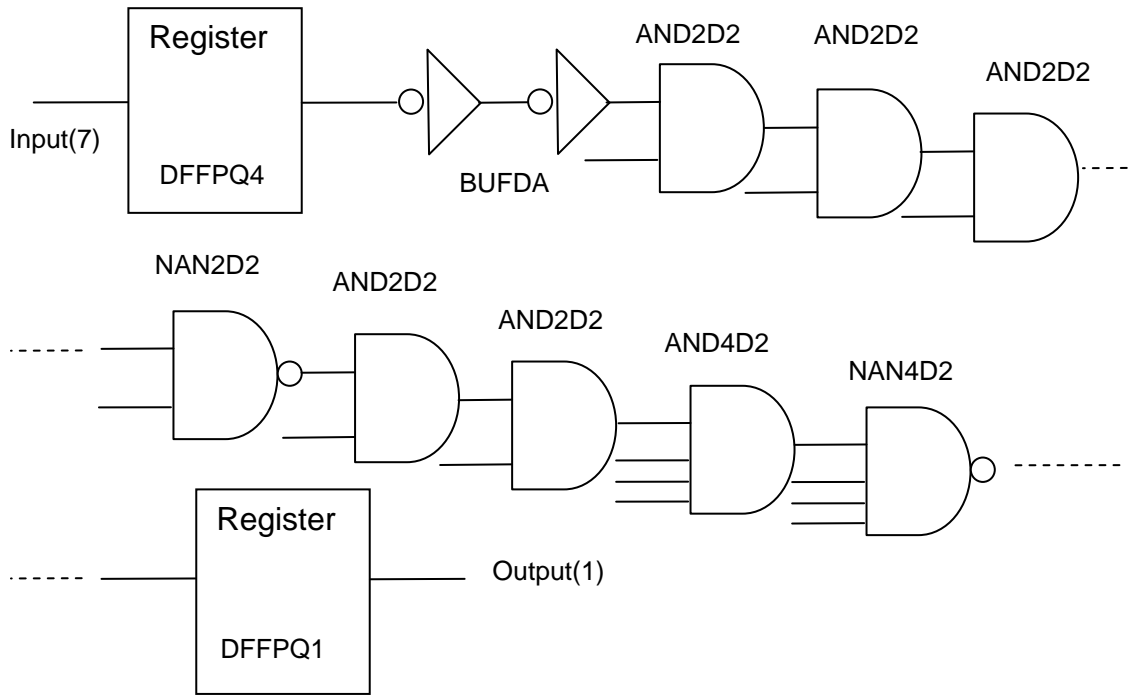 Register
AND2D2
AND2D2
AND2D2
Input(7)
DFFPQ4
BUFDA
NAN2D2
AND2D2
AND2D2
AND4D2
NAN4D2
Register
Output(1)
DFFPQ1